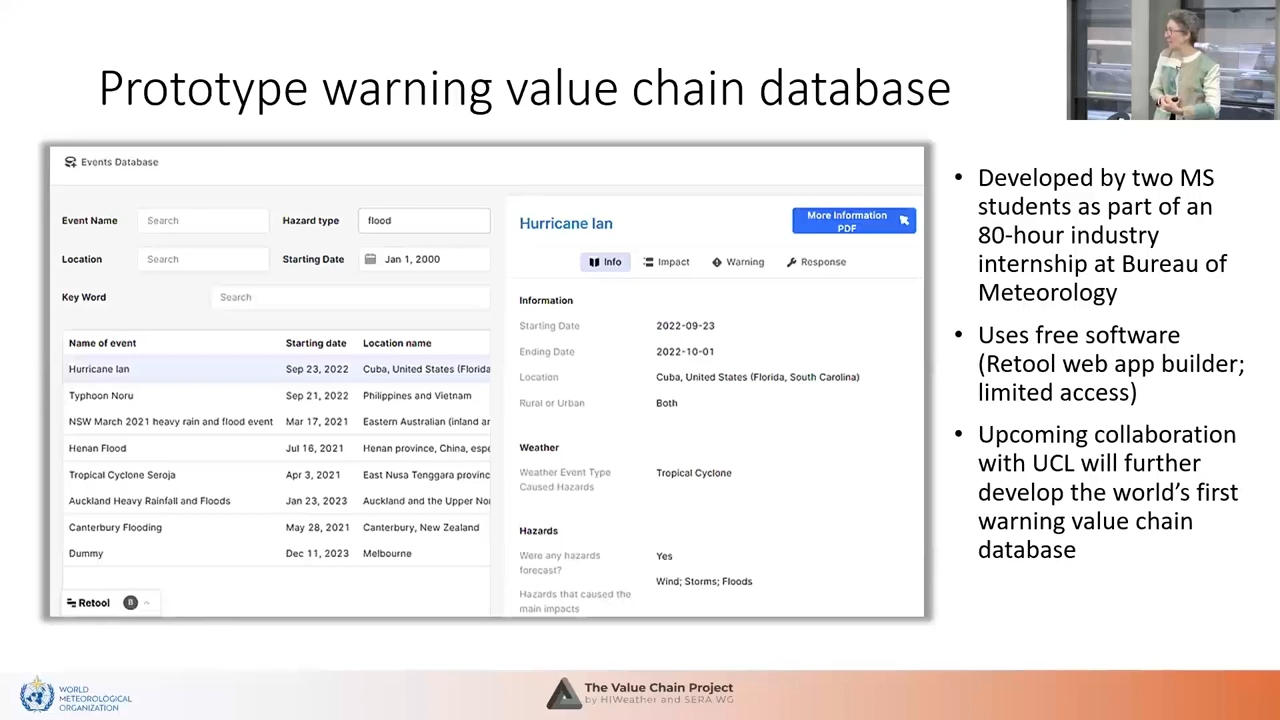 Prototype warning value chain database
Events Database
Event Name
Search
Hazard type
flood
Location
Search
Starting Date
Jan 1, 2000
Key Word
Search
Name of event Starting date Location name
Hurricane Ian Sep 23, 2022 Cuba, United States (Florida
Typhoon Noru Sep 21, 2022 Philippines and Vietnam
NSW March 2021 heavy rain and flood event Mar 17, 2021 Eastern Australian (inland ar
Henan Flood Jul 16, 2021 Henan province, China, espe
Tropical Cyclone Seroja Apr 3, 2021 East Nusa Tenggara provinc
Auckland Heavy Rainfall and Floods Jan 23, 2023 Auckland and the Upper No
Canterbury Flooding May 28, 2021 Canterbury, New Zealand
Dummy Dec 11, 2023 Melbourne
Retool B
Hurricane Ian
More Information
PDF
Info Impact Warning Response
Information
Starting Date 2022-09-23
Ending Date 2022-10-01
Location Cuba, United States (Florida, South Carolina)
Rural or Urban Both
Weather
Weather Event Type Tropical Cyclone
Caused Hazards
Hazards
Were any hazards Yes
forecast?
Wind; Storms; Floods
Hazards that caused the
main impacts
• Developed by two MS
students as part of an
80-hour industry
internship at Bureau of
Meteorology
• Uses free software
(Retool web app builder;
limited access)
• Upcoming collaboration
with UCL will further
develop the world’s first
warning value chain
database
WORLD
METEOROLOGICAL
ORGANIZATION
The Value Chain Project
by HIWeather and SERA WG